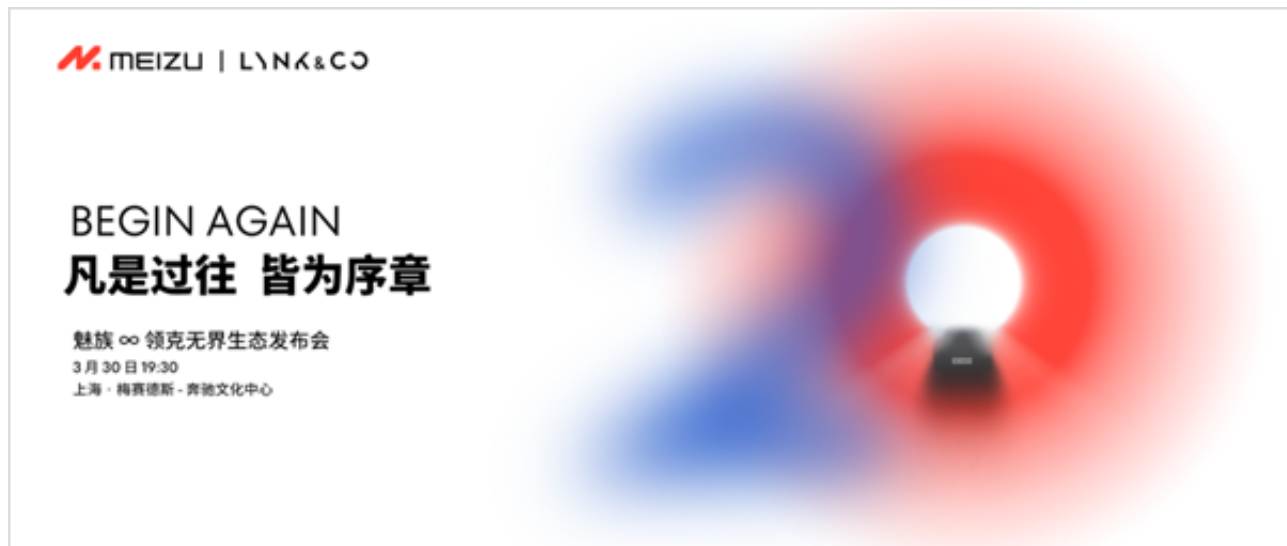 MEIZU | LYNK&CO
BEGIN AGAIN
凡是过往 皆为序章
魅族 ∞ 领克无界生态发布会
3 月 30 日 19:30
上海 · 梅赛德斯 - 奔驰文化中心
20